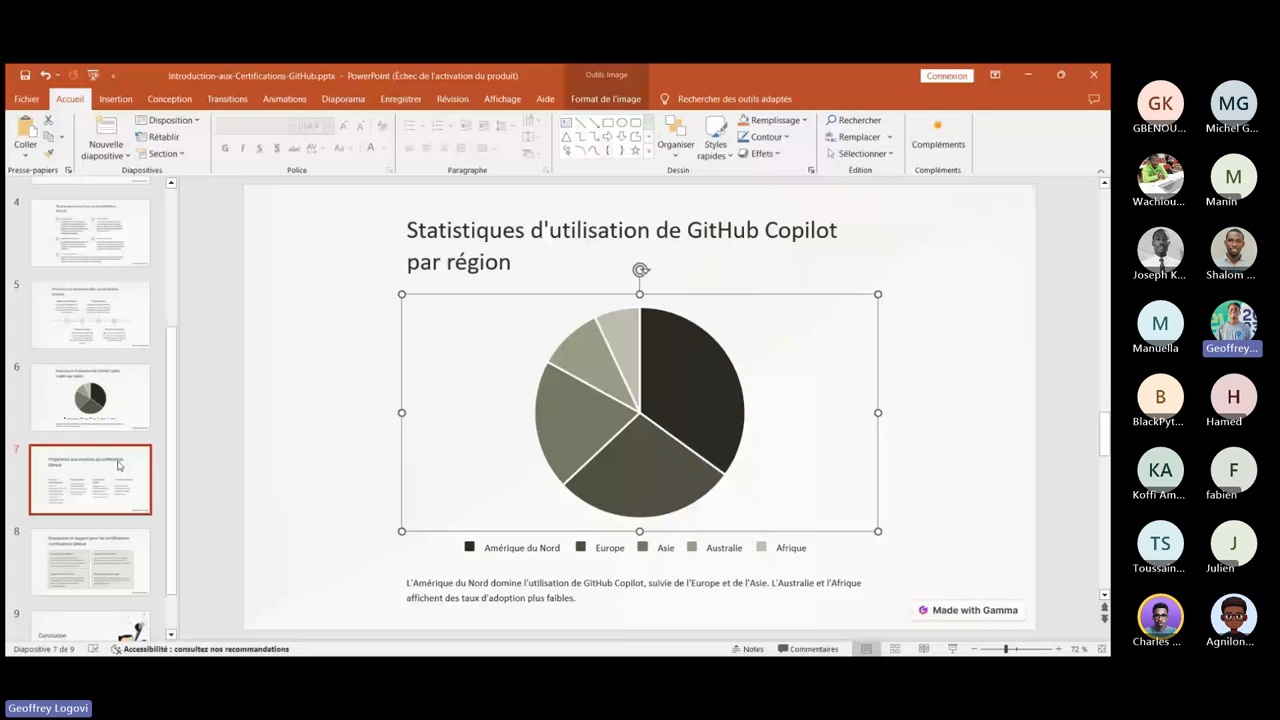 Introduction-aux-Certifications-GitHub.pptx - PowerPoint (Échec de l'activation du produit)
Outils Image
Connexion
Fichier Accueil Insertion Conception Transitions Animations Diaporama Enregistrer Révision Affichage Aide Format de l'image Rechercher des outils adaptés
Coller
Nouvelle diapositive
Disposition
Rétablir
Section
Organiser
Styles rapides
Remplissage
Contour
Effets
Rechercher
Remplacer
Sélectionner
Compléments
Presse-papiers Diapositives Police Paragraphe Dessin Édition Compléments
4
5
6
7
8
9
Conclusion
Statistiques d'utilisation de GitHub Copilot
par région
Amérique du Nord Europe Asie Australie Afrique
L'Amérique du Nord domine l'utilisation de GitHub Copilot, suivie de l'Europe et de l'Asie. L'Australie et l'Afrique
affichent des taux d'adoption plus faibles.
Made with Gamma
Diapositive 7 de 9 Accessibilité : consultez nos recommandations Notes Commentaires 72 %
GK MG
GBENOU... Michel G...
M
Wachiou... Manin
Joseph K... Shalom ...
M
Manuella Geoffrey...
B H
BlackPyt... Hamed
KA F
Koffi Am... fabien
TS J
Toussain... Julien
Charles ... Agnilon...
Geoffrey Logovi